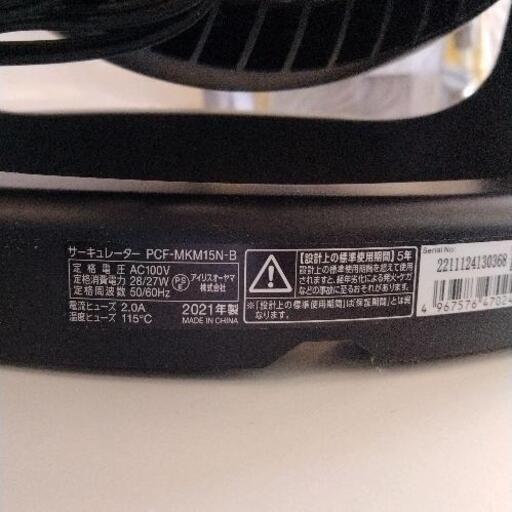 サーキュレーター PCF-MKM15N-B
定格電圧 AC100V
定格消費電力 28/27W
定格周波数 50/60Hz
電流ヒューズ 2.0A
温度ヒューズ 115℃
PSE
アイリスオーヤマ
株式会社
2021年製
MADE IN CHINA
【設計上の標準使用期間】5年
設計上の標準使用期間を超えて使用
されますと、経年劣化による発火・ケガ
などの事故に至るおそれがあります。
※「設計上の標準使用期間」は「保証期間」とは異
なります。
Serial No:
2211124130368
4 967576 47024